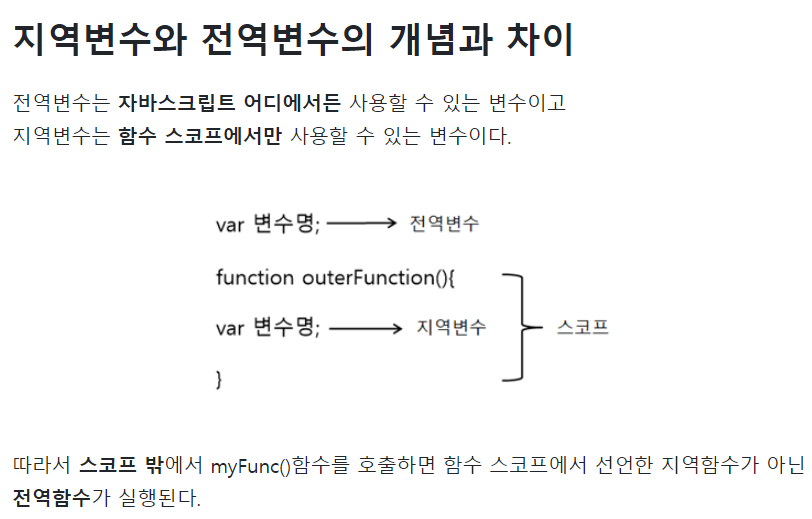 지역변수와 전역변수의 개념과 차이
전역변수는 자바스크립트 어디에서든 사용할 수 있는 변수이고
지역변수는 함수 스코프에서만 사용할 수 있는 변수이다.
var 변수명; 전역변수
function outerFunction(){
var 변수명; 지역변수 스코프
}
따라서 스코프 밖에서 myFunc()함수를 호출하면 함수 스코프에서 선언한 지역함수가 아닌
전역함수가 실행된다.